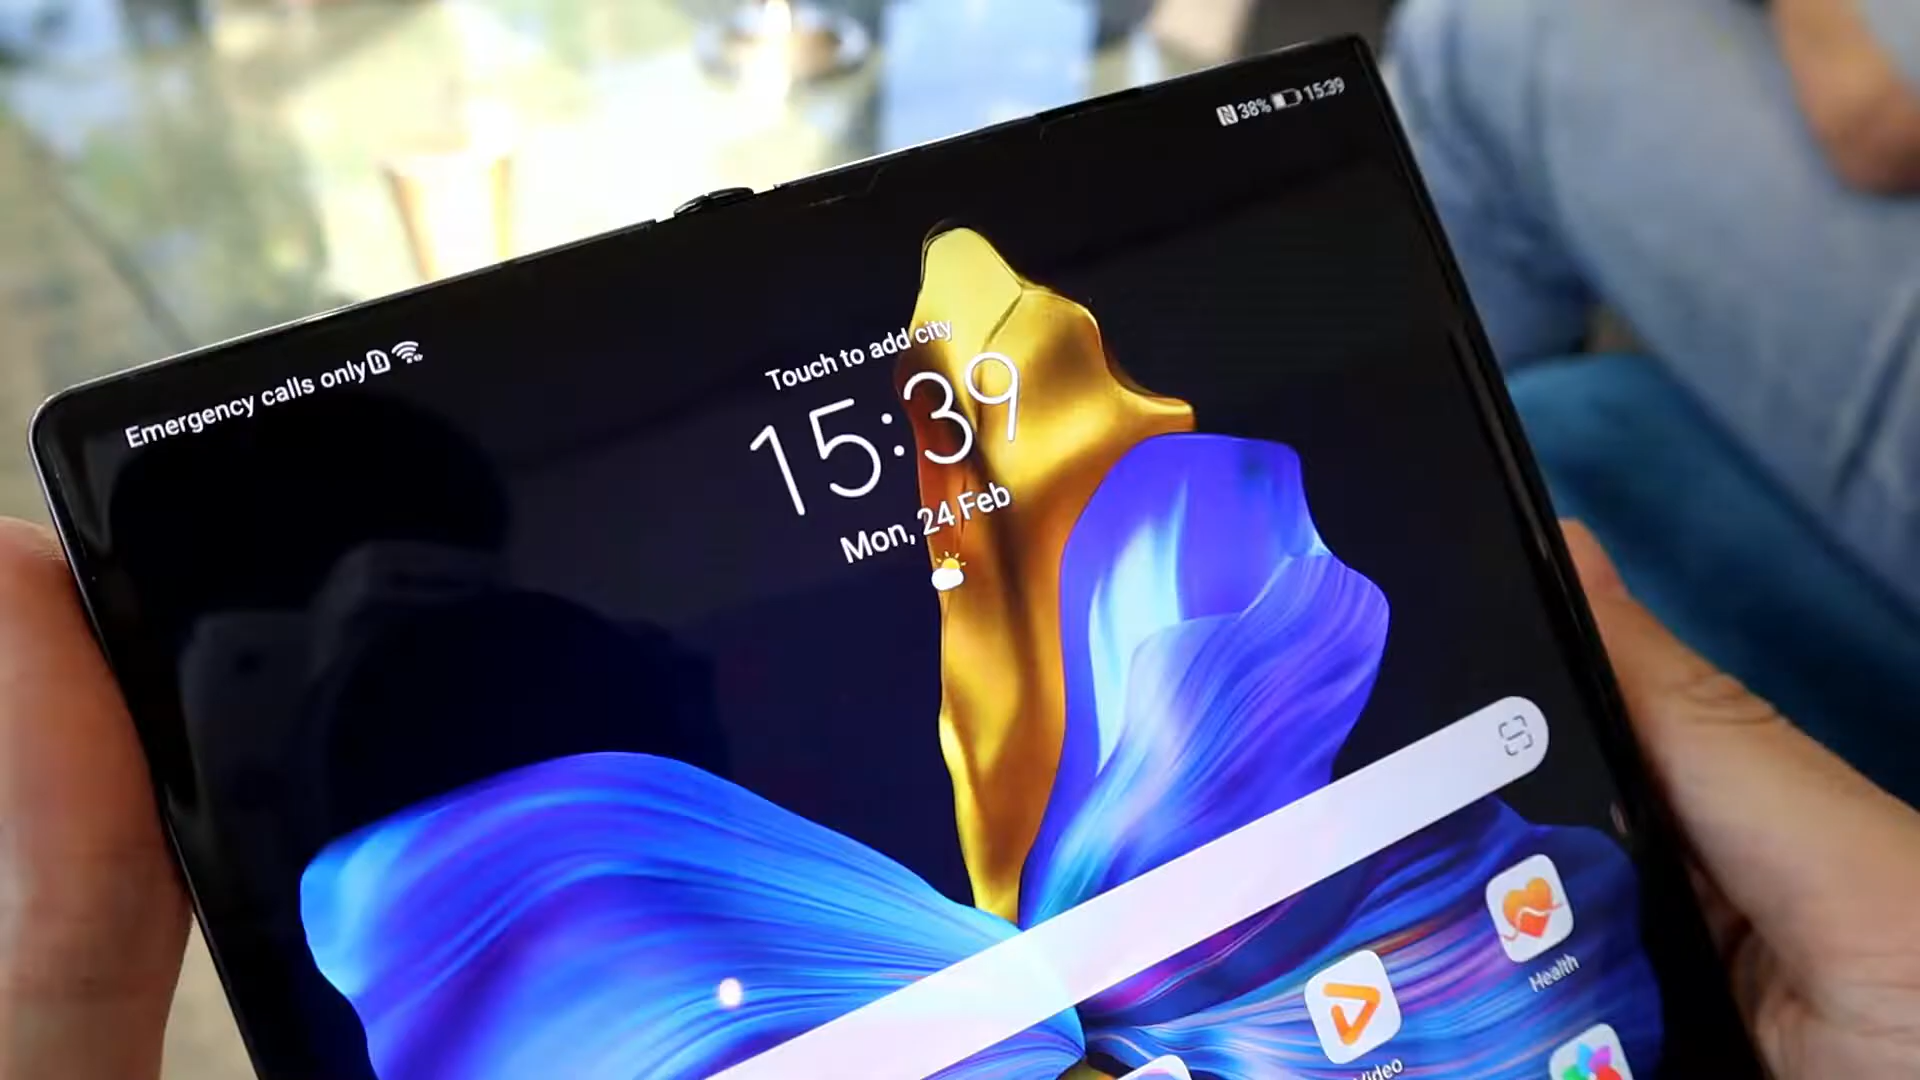 38% 15:39
Emergency calls only
Touch to add city
15:39
Mon, 24 Feb
Health
Video